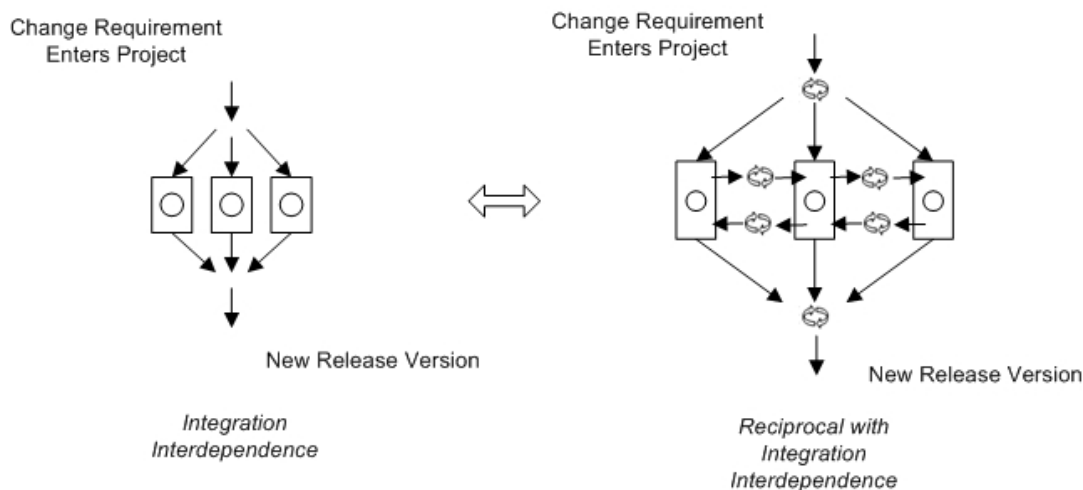 Change Requirement
Enters Project
New Release Version
Integration
Interdependence
Change Requirement
Enters Project
New Release Version
Reciprocal with
Integration
Interdependence